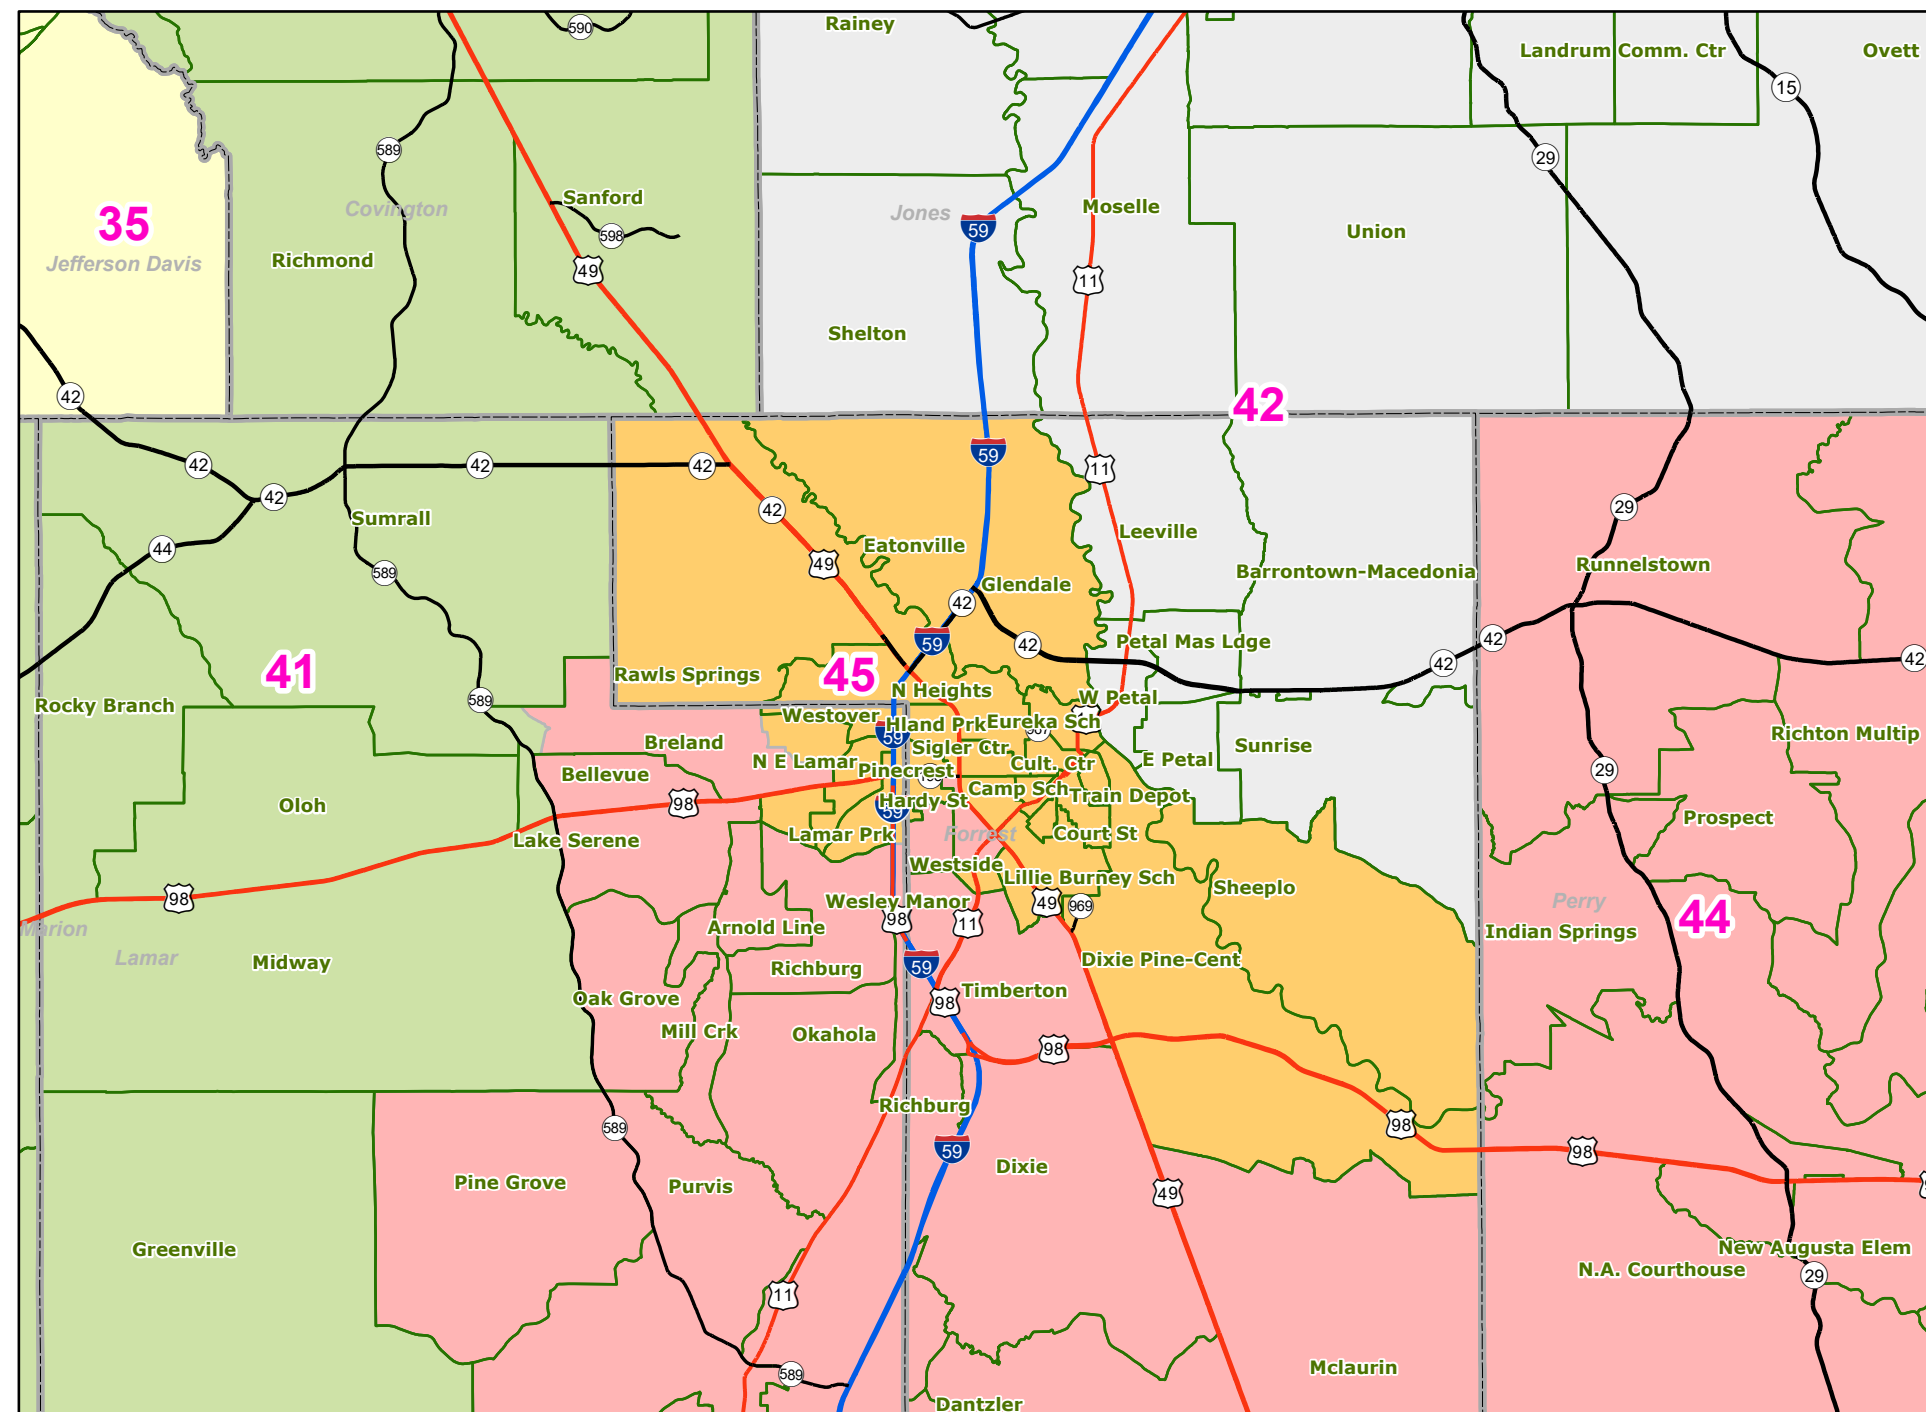 590
Rainey
Landrum Comm. Ctr
Ovett
15
589
29
Sanford
Covington
Jones
Moselle
35
59
Union
598
Richmond
Jefferson Davis
49
11
Shelton
42
42
59
42
42
42
11
42
29
42
Sumrall
Leeville
44
Eatonville
49
Runnelstown
589
Barrontown-Macedonia
Glendale
42
59
42
Petal Mas Ldge
42
42
42
41
Rawls Springs
45
N Heights
W Petal
589
Rocky Branch
Westover
Hland Prk
Eureka Sch
Richton Multip
59
Breland
Sigler Ctr
Sunrise
N E Lamar
Pinecrest
Cult. Ctr
E Petal
Bellevue
29
Camp Sch
Train Depot
Oloh
98
Hardy St
59
Prospect
Lamar Prk
Forrest
Court St
Lake Serene
Westside
Lillie Burney Sch
Sheeplo
98
Wesley Manor
49
969
Perry
44
98
11
Marion
Arnold Line
Indian Springs
Lamar
Midway
59
Dixie Pine-Cent
Richburg
Oak Grove
98
Timberton
Mill Crk
Okahola
98
Richburg
589
98
59
98
Dixie
Pine Grove
Purvis
49
Greenville
New Augusta Elem
N.A. Courthouse
29
11
Mclaurin
589
Dantzler